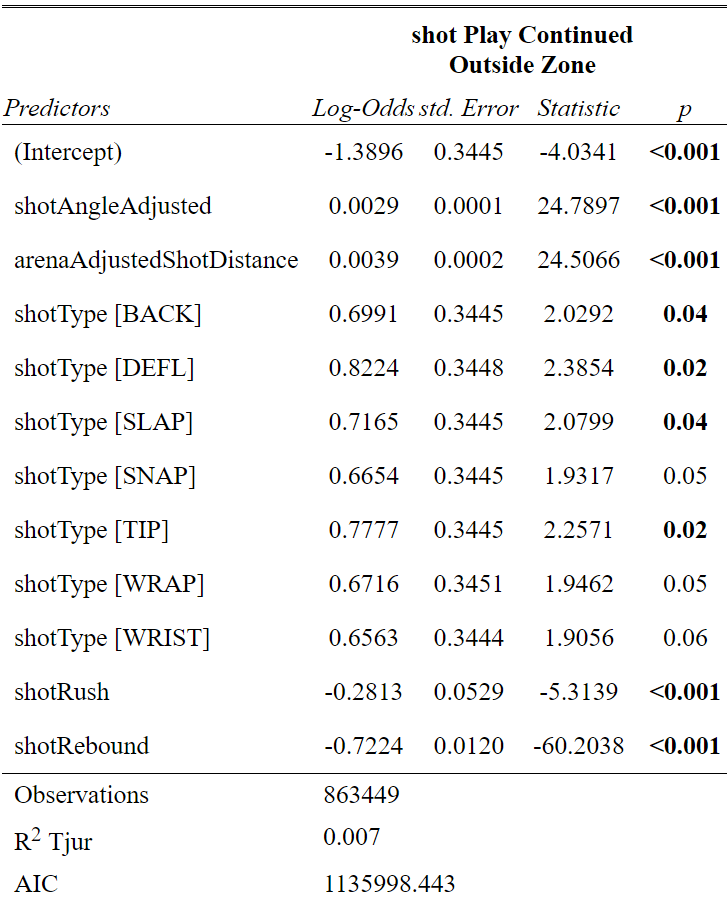 shot Play Continued
Outside Zone
Predictors Log-Odds std. Error Statistic p
(Intercept) -1.3896 0.3445 -4.0341 <0.001
shotAngleAdjusted 0.0029 0.0001 24.7897 <0.001
arenaAdjustedShotDistance 0.0039 0.0002 24.5066 <0.001
shotType [BACK] 0.6991 0.3445 2.0292 0.04
shotType [DEFL] 0.8224 0.3448 2.3854 0.02
shotType [SLAP] 0.7165 0.3445 2.0799 0.04
shotType [SNAP] 0.6654 0.3445 1.9317 0.05
shotType [TIP] 0.7777 0.3445 2.2571 0.02
shotType [WRAP] 0.6716 0.3451 1.9462 0.05
shotType [WRIST] 0.6563 0.3444 1.9056 0.06
shotRush -0.2813 0.0529 -5.3139 <0.001
shotRebound -0.7224 0.0120 -60.2038 <0.001
Observations 863449
R² Tjur 0.007
AIC 1135998.443